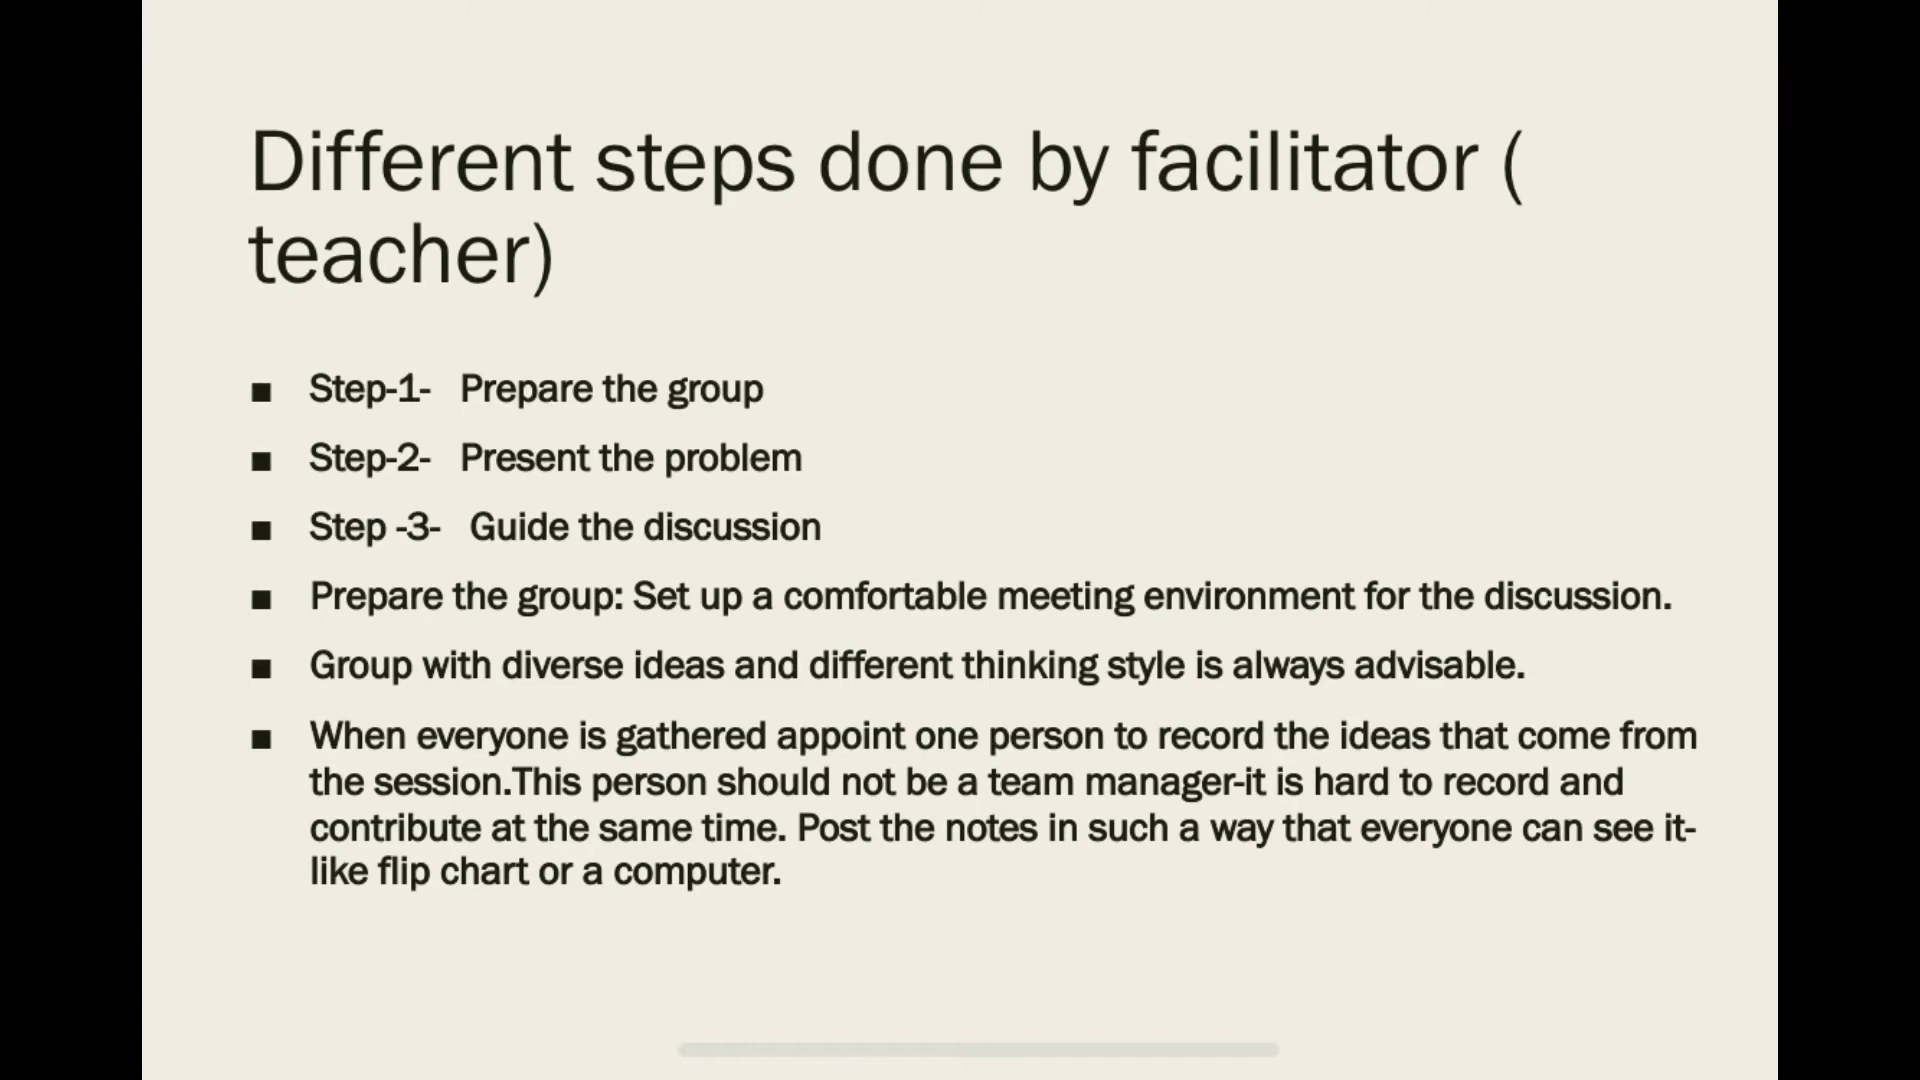 Different steps done by facilitator (
teacher)
■ Step-1- Prepare the group
■ Step-2- Present the problem
■ Step -3- Guide the discussion
■ Prepare the group: Set up a comfortable meeting environment for the discussion.
■ Group with diverse ideas and different thinking style is always advisable.
■ When everyone is gathered appoint one person to record the ideas that come from
the session.This person should not be a team manager-it is hard to record and
contribute at the same time. Post the notes in such a way that everyone can see it-
like flip chart or a computer.